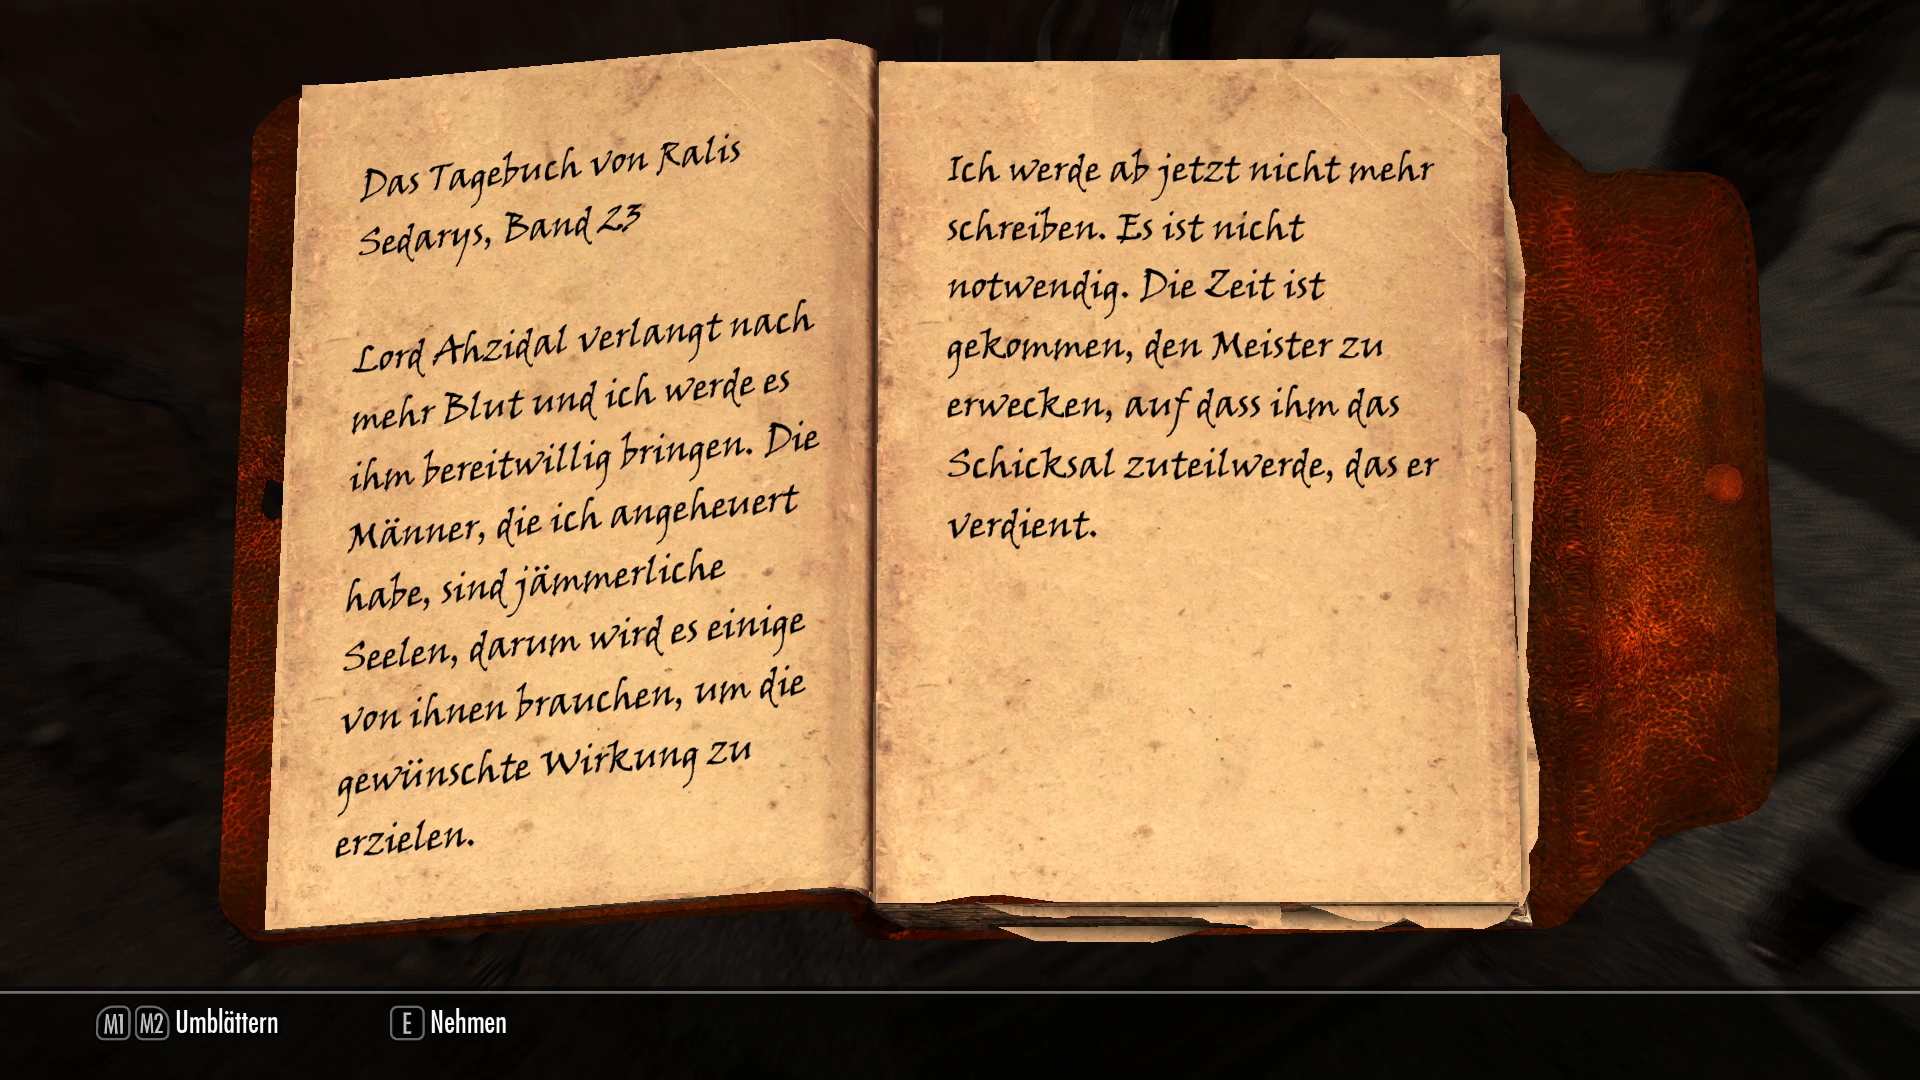 Das Tagebuch von Ralis
Sedarys, Band 23
Lord Ahzidal verlangt nach
mehr Blut und ich werde es
ihm bereitwillig bringen. Die
Männer, die ich angeheuert
habe, sind jämmerliche
Seelen, darum wird es einige
von ihnen brauchen, um die
gewünschte Wirkung zu
erzielen.
Ich werde ab jetzt nicht mehr
schreiben. Es ist nicht
notwendig. Die Zeit ist
gekommen, den Meister zu
erwecken, auf dass ihm das
Schicksal zuteilwerde, das er
verdient.
M1 M2 Umblättern
E Nehmen